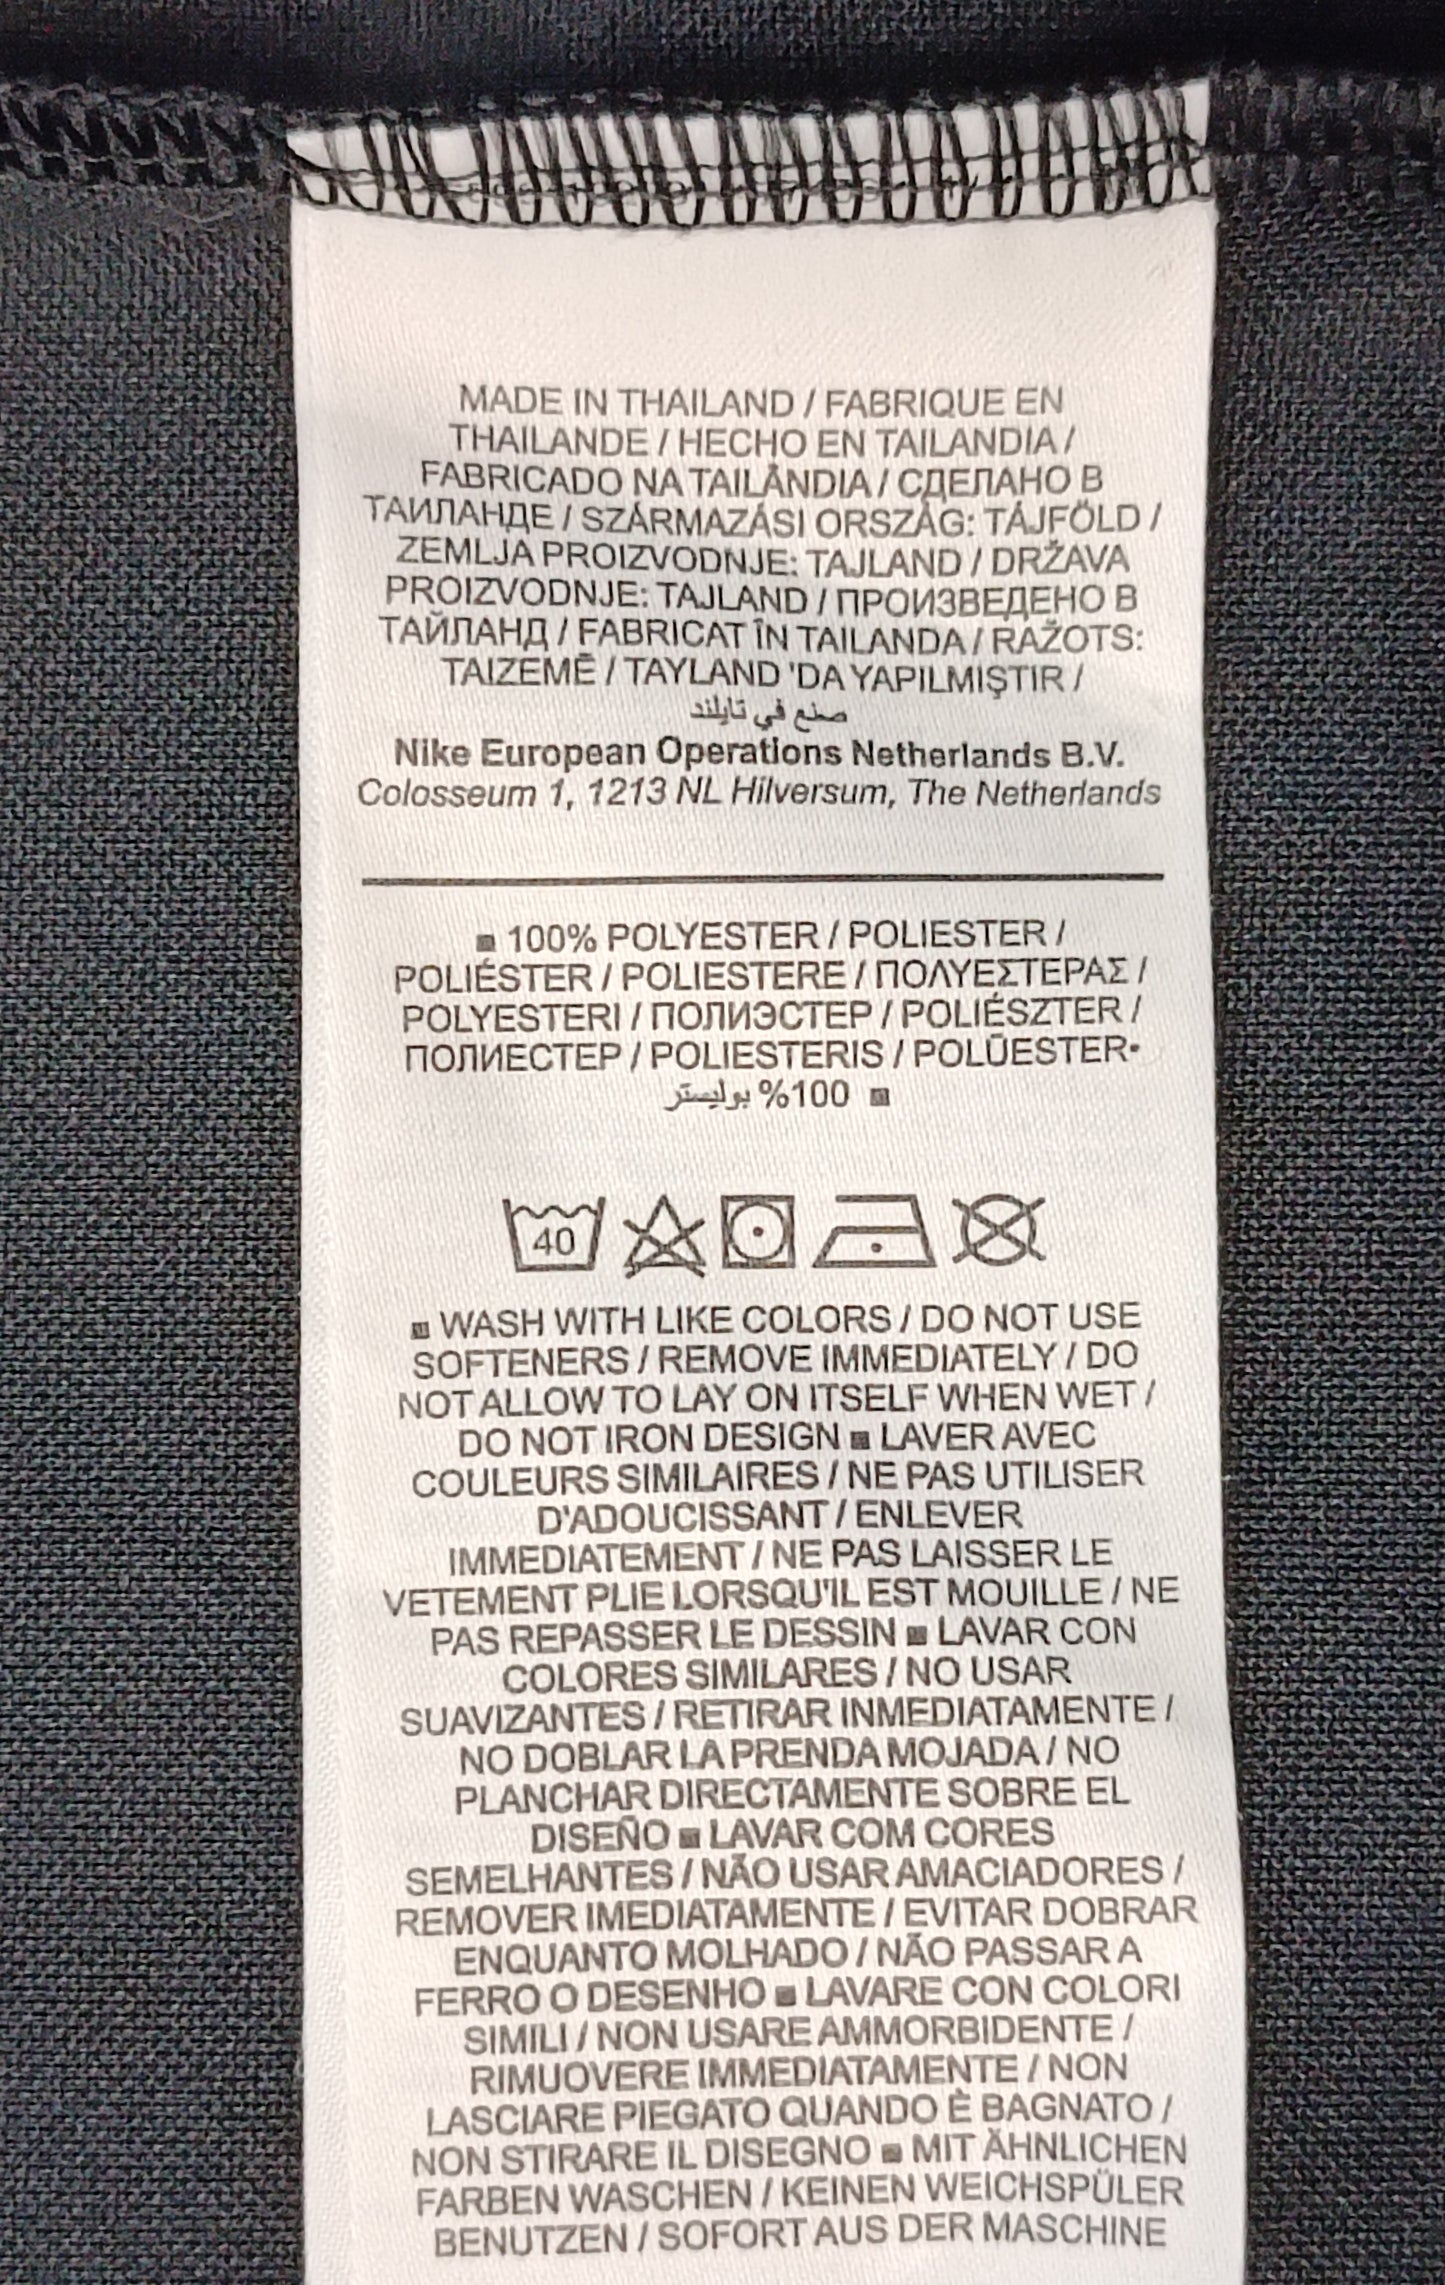 MADE IN THAILAND / FABRIQUE EN
THAILANDE / HECHO EN TAILANDIA /
FABRICADO NA TAILÂNDIA / СДЕЛАНО В
ТАИЛАНДЕ / SZÁRMAZÁSI ORSZÁG: TÁJFÖLD /
ZEMLJA PROIZVODNJE: TAJLAND / DRŽAVA
PROIZVODNJE: TAJLAND / ПРОИЗВЕДЕНО В
ТАЙЛАНД / FABRICAT ÎN TAILANDA / RAŽOTS:
TAIZEMĒ / TAYLAND 'DA YAPILMIŞTIR /
صنع في تايلند
Nike European Operations Netherlands B.V.
Colosseum 1, 1213 NL Hilversum, The Netherlands
■ 100% POLYESTER / POLIESTER /
POLIÉSTER / POLIESTERE / ΠΟΛΥΕΣΤΕΡΑΣ /
POLYESTERI / ПОЛИЭСТЕР / POLIÉSZTER /
ПОЛИЕСТЕР / POLIESTERIS / POLÜESTER•
■ 100% بوليستر
40
■ WASH WITH LIKE COLORS / DO NOT USE
SOFTENERS / REMOVE IMMEDIATELY / DO
NOT ALLOW TO LAY ON ITSELF WHEN WET /
DO NOT IRON DESIGN ■ LAVER AVEC
COULEURS SIMILAIRES / NE PAS UTILISER
D'ADOUCISSANT / ENLEVER
IMMEDIATEMENT / NE PAS LAISSER LE
VETEMENT PLIE LORSQU'IL EST MOUILLE / NE
PAS REPASSER LE DESSIN ■ LAVAR CON
COLORES SIMILARES / NO USAR
SUAVIZANTES / RETIRAR INMEDIATAMENTE /
NO DOBLAR LA PRENDA MOJADA / NO
PLANCHAR DIRECTAMENTE SOBRE EL
DISEÑO ■ LAVAR COM CORES
SEMELHANTES / NÃO USAR AMACIADORES /
REMOVER IMEDIATAMENTE / EVITAR DOBRAR
ENQUANTO MOLHADO / NÃO PASSAR A
FERRO O DESENHO ■ LAVARE CON COLORI
SIMILI / NON USARE AMMORBIDENTE /
RIMUOVERE IMMEDIATAMENTE / NON
LASCIARE PIEGATO QUANDO È BAGNATO /
NON STIRARE IL DISEGNO ■ MIT ÄHNLICHEN
FARBEN WASCHEN / KEINEN WEICHSPÜLER
BENUTZEN / SOFORT AUS DER MASCHINE